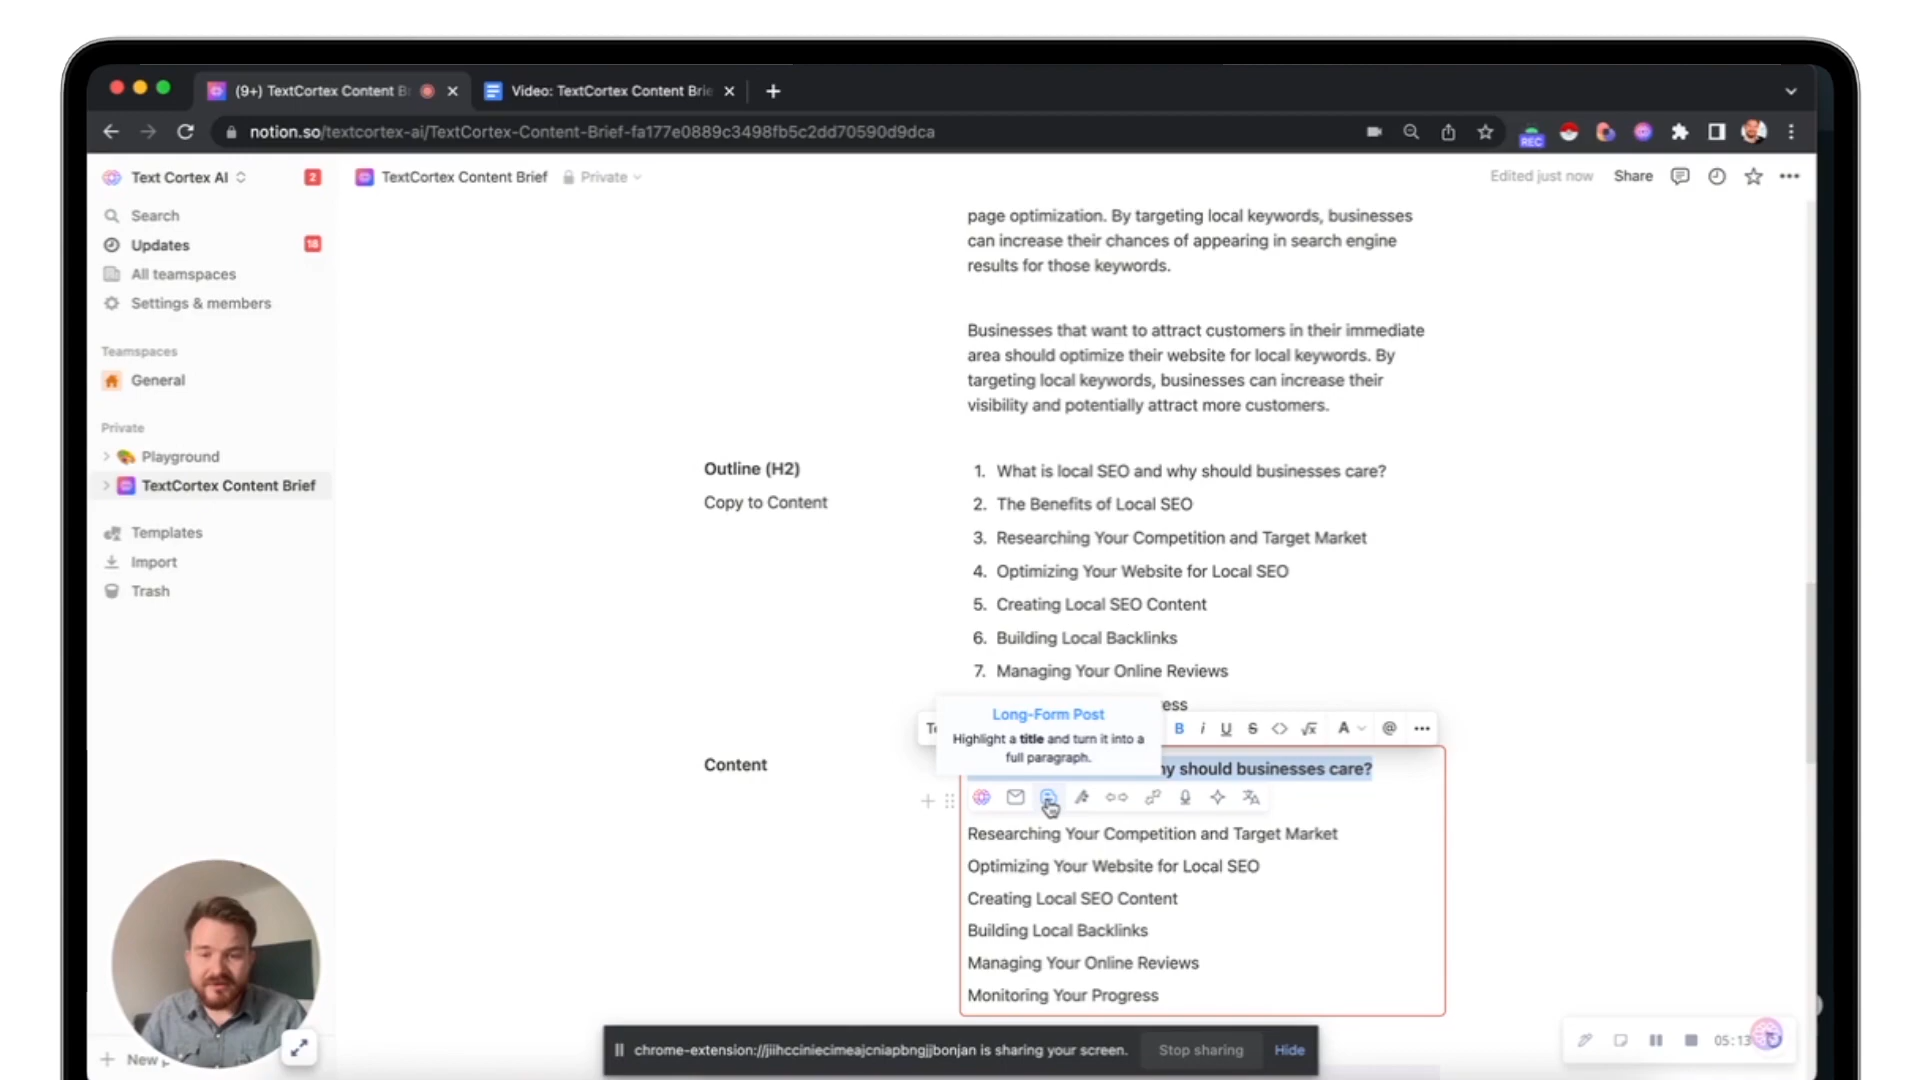 (9+) TextCortex Content B
Video: TextCortex Content Brie
notion.so/textcortex-ai/TextCortex-Content-Brief-fa177e0889c3498fb5c2dd70590d9dca
REC
Text Cortex AI
2
TextCortex Content Brief
Private
Edited just now
Share
Search
Updates
16
All teamspaces
Settings & members
Teamspaces
General
Private
Playground
TextCortex Content Brief
Templates
Import
Trash
New
page optimization. By targeting local keywords, businesses
can increase their chances of appearing in search engine
results for those keywords.
Businesses that want to attract customers in their immediate
area should optimize their website for local keywords. By
targeting local keywords, businesses can increase their
visibility and potentially attract more customers.
Outline (H2)
Copy to Content
1. What is local SEO and why should businesses care?
2. The Benefits of Local SEO
3. Researching Your Competition and Target Market
4. Optimizing Your Website for Local SEO
5. Creating Local SEO Content
6. Building Local Backlinks
7. Managing Your Online Reviews
ess
Long-Form Post
Highlight a title and turn it into a
full paragraph.
B i U S <> √x A @ •••
Content
hy should businesses care?
Researching Your Competition and Target Market
Optimizing Your Website for Local SEO
Creating Local SEO Content
Building Local Backlinks
Managing Your Online Reviews
Monitoring Your Progress
chrome-extension://jiihcciniecimeajcniapbngjjbonjan is sharing your screen.
Stop sharing
Hide
05:13